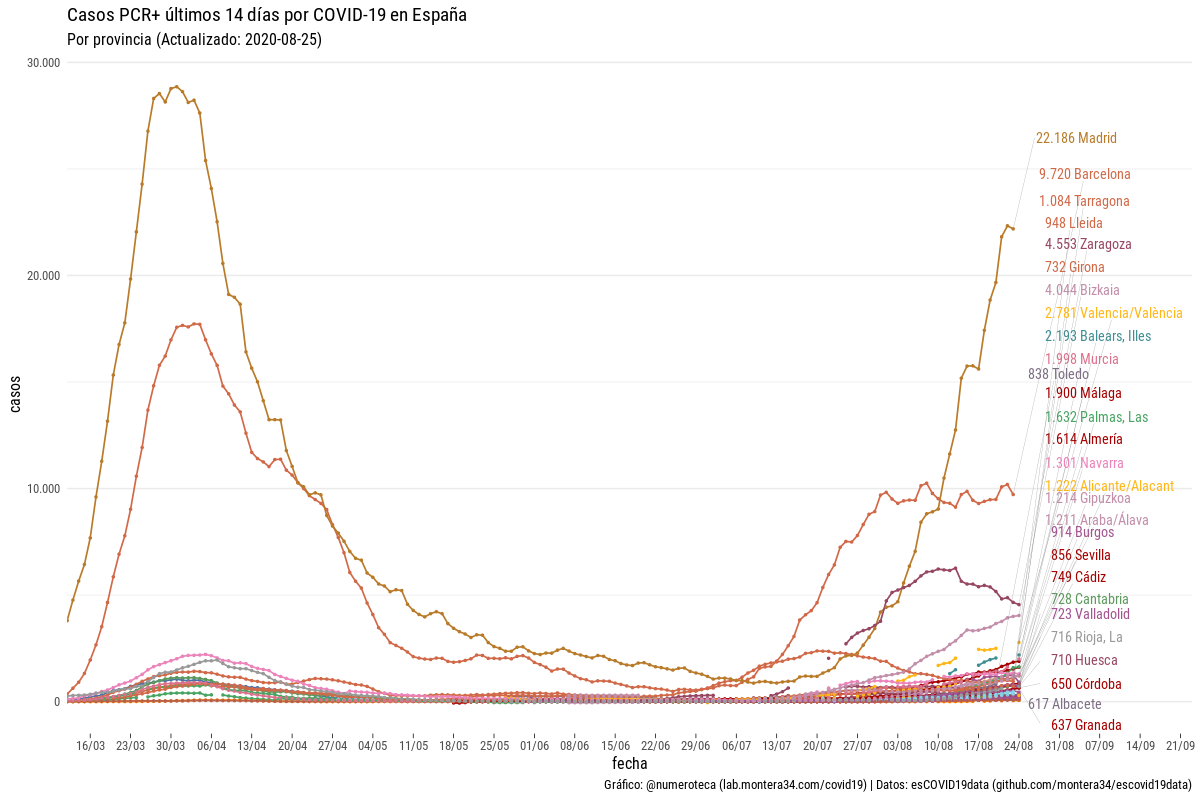 Casos PCR+ últimos 14 días por COVID-19 en España
Por provincia (Actualizado: 2020-08-25)
30.000
20.000
10.000
0
casos
22.186 Madrid
9.720 Barcelona
1.084 Tarragona
948 Lleida
4.553 Zaragoza
732 Girona
4.044 Bizkaia
2.781 Valencia/València
2.193 Balears, Illes
1.998 Murcia
838 Toledo
1.900 Málaga
1.632 Palmas, Las
1.614 Almería
1.301 Navarra
1.222 Alicante/Alacant
1.214 Gipuzkoa
1.211 Araba/Álava
914 Burgos
856 Sevilla
749 Cádiz
728 Cantabria
723 Valladolid
716 Rioja, La
710 Huesca
650 Córdoba
617 Albacete
637 Granada
16/03 23/03 30/03 06/04 13/04 20/04 27/04 04/05 11/05 18/05 25/05 01/06 08/06 15/06 22/06 29/06 06/07 13/07 20/07 27/07 03/08 10/08 17/08 24/08 31/08 07/09 14/09 21/09
fecha
Gráfico: @numeroteca (lab.montera34.com/covid19) | Datos: esCOVID19data (github.com/montera34/escovid19data)